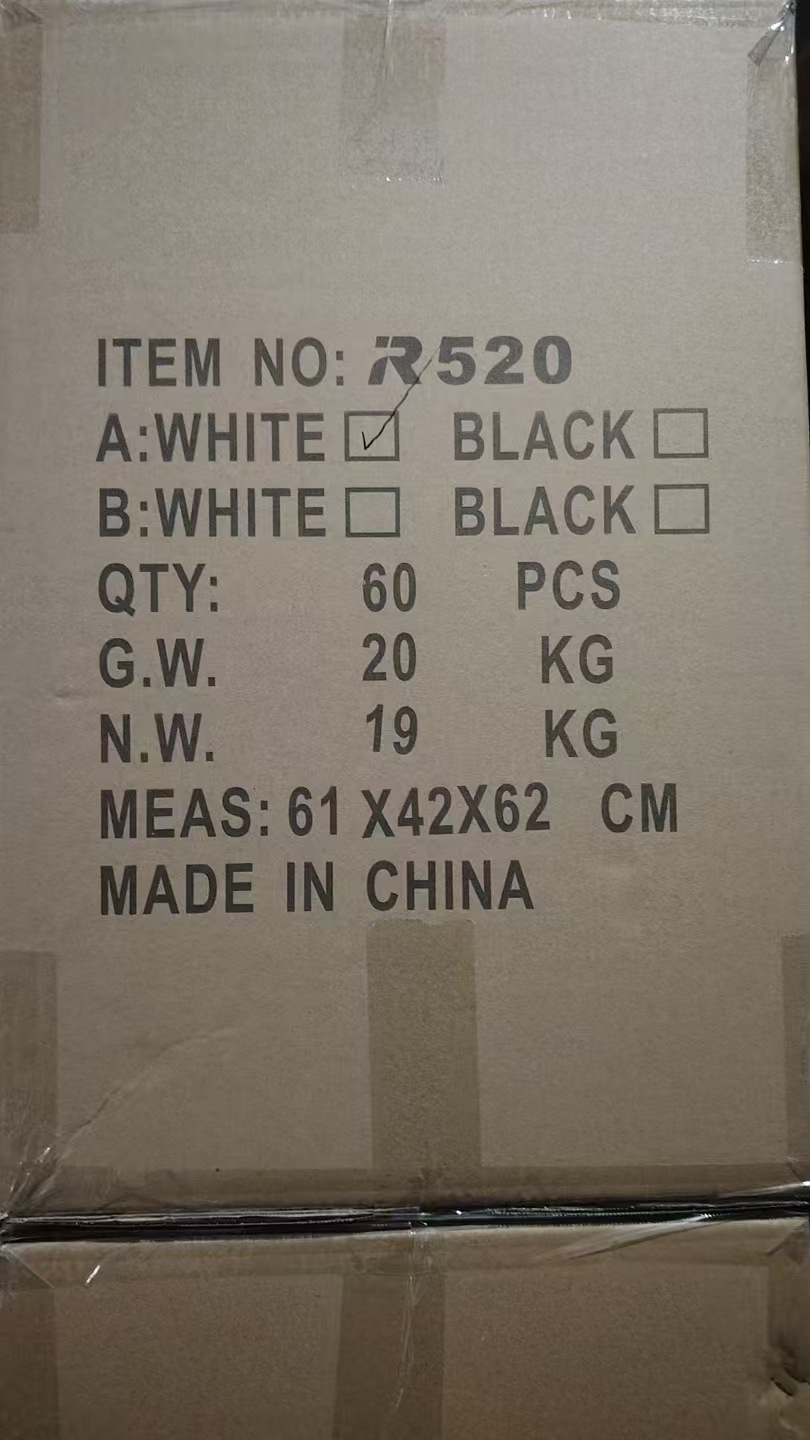 ITEM NO: R520
A:WHITE ☑ BLACK ☐
B:WHITE ☐ BLACK ☐
QTY: 60 PCS
G.W. 20 KG
N.W. 19 KG
MEAS: 61 X42X62 CM
MADE IN CHINA